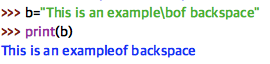 >>> b="This is an example\bof backspace"
>>> print(b)
This is an exampleof backspace